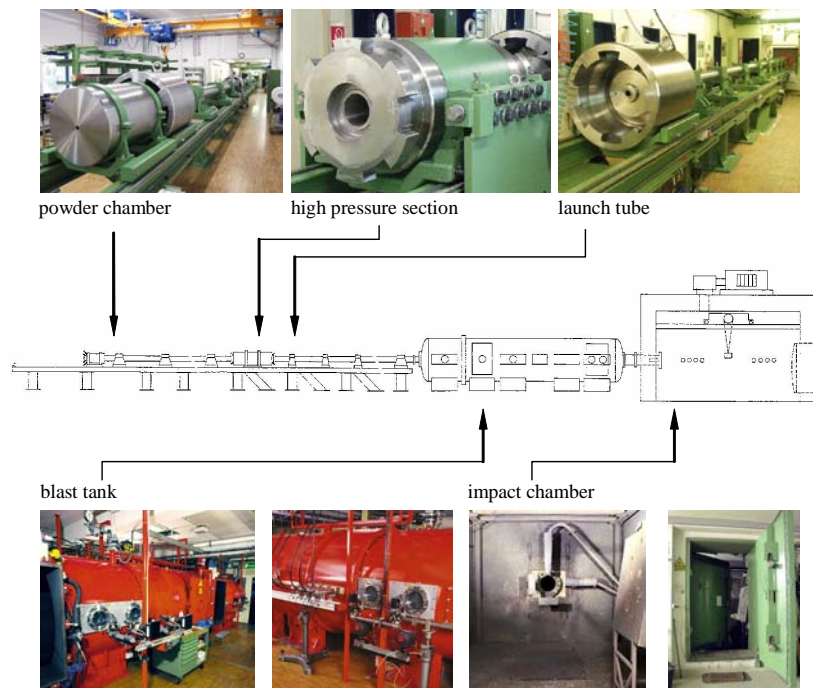 powder chamber
high pressure section
launch tube
blast tank
impact chamber